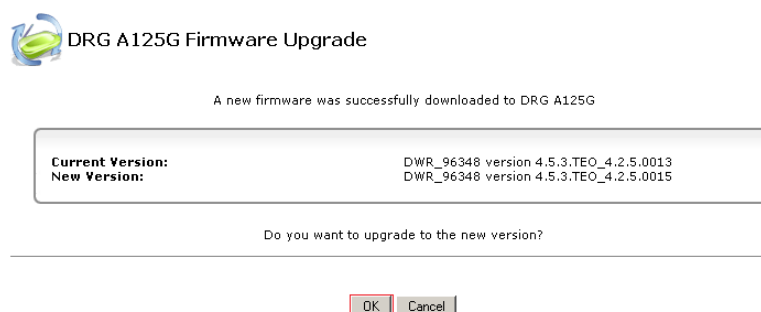 DRG A125G Firmware Upgrade
A new firmware was successfully downloaded to DRG A125G
Current Version: DWR_96348 version 4.5.3.TEO_4.2.5.0013
New Version: DWR_96348 version 4.5.3.TEO_4.2.5.0015
Do you want to upgrade to the new version?
OK Cancel